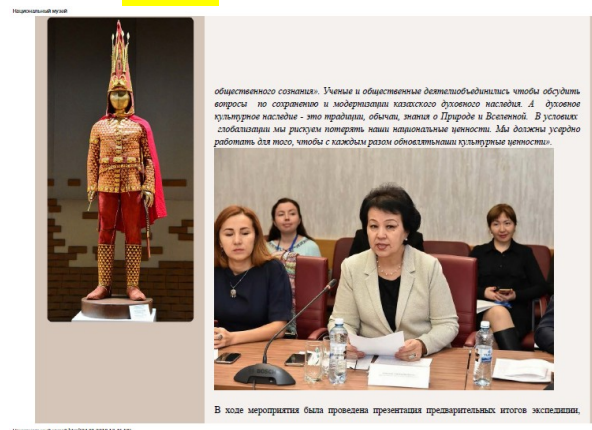 Национальный музей
общественного сознания». Ученые и общественные деятелиобъединились чтобы обсудить
вопросы по сохранению и модернизации казахского духовного наследия. А духовное
культурное наследие - это традиции, обычаи, знания о Природе и Вселенной. В условиях
глобализации мы рискуем потерять наши национальные ценности. Мы должны усердно
работать для того, чтобы с каждым разом обновлятьнаши культурные ценности».
В ходе мероприятия была проведена презентация предварительных итогов экспедиции,